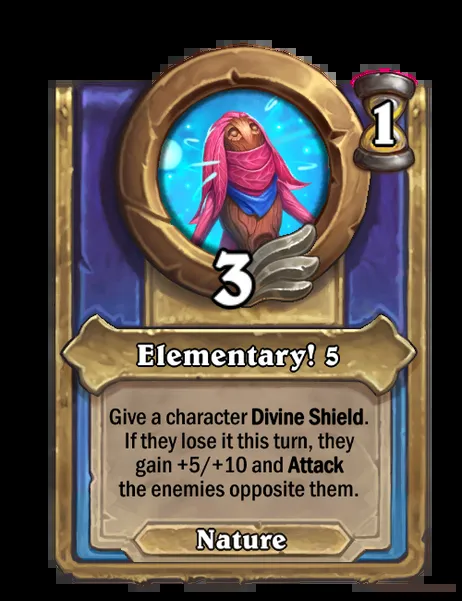 1
3
Elementary! 5
Give a character Divine Shield.
If they lose it this turn, they
gain +5/+10 and Attack
the enemies opposite them.
Nature